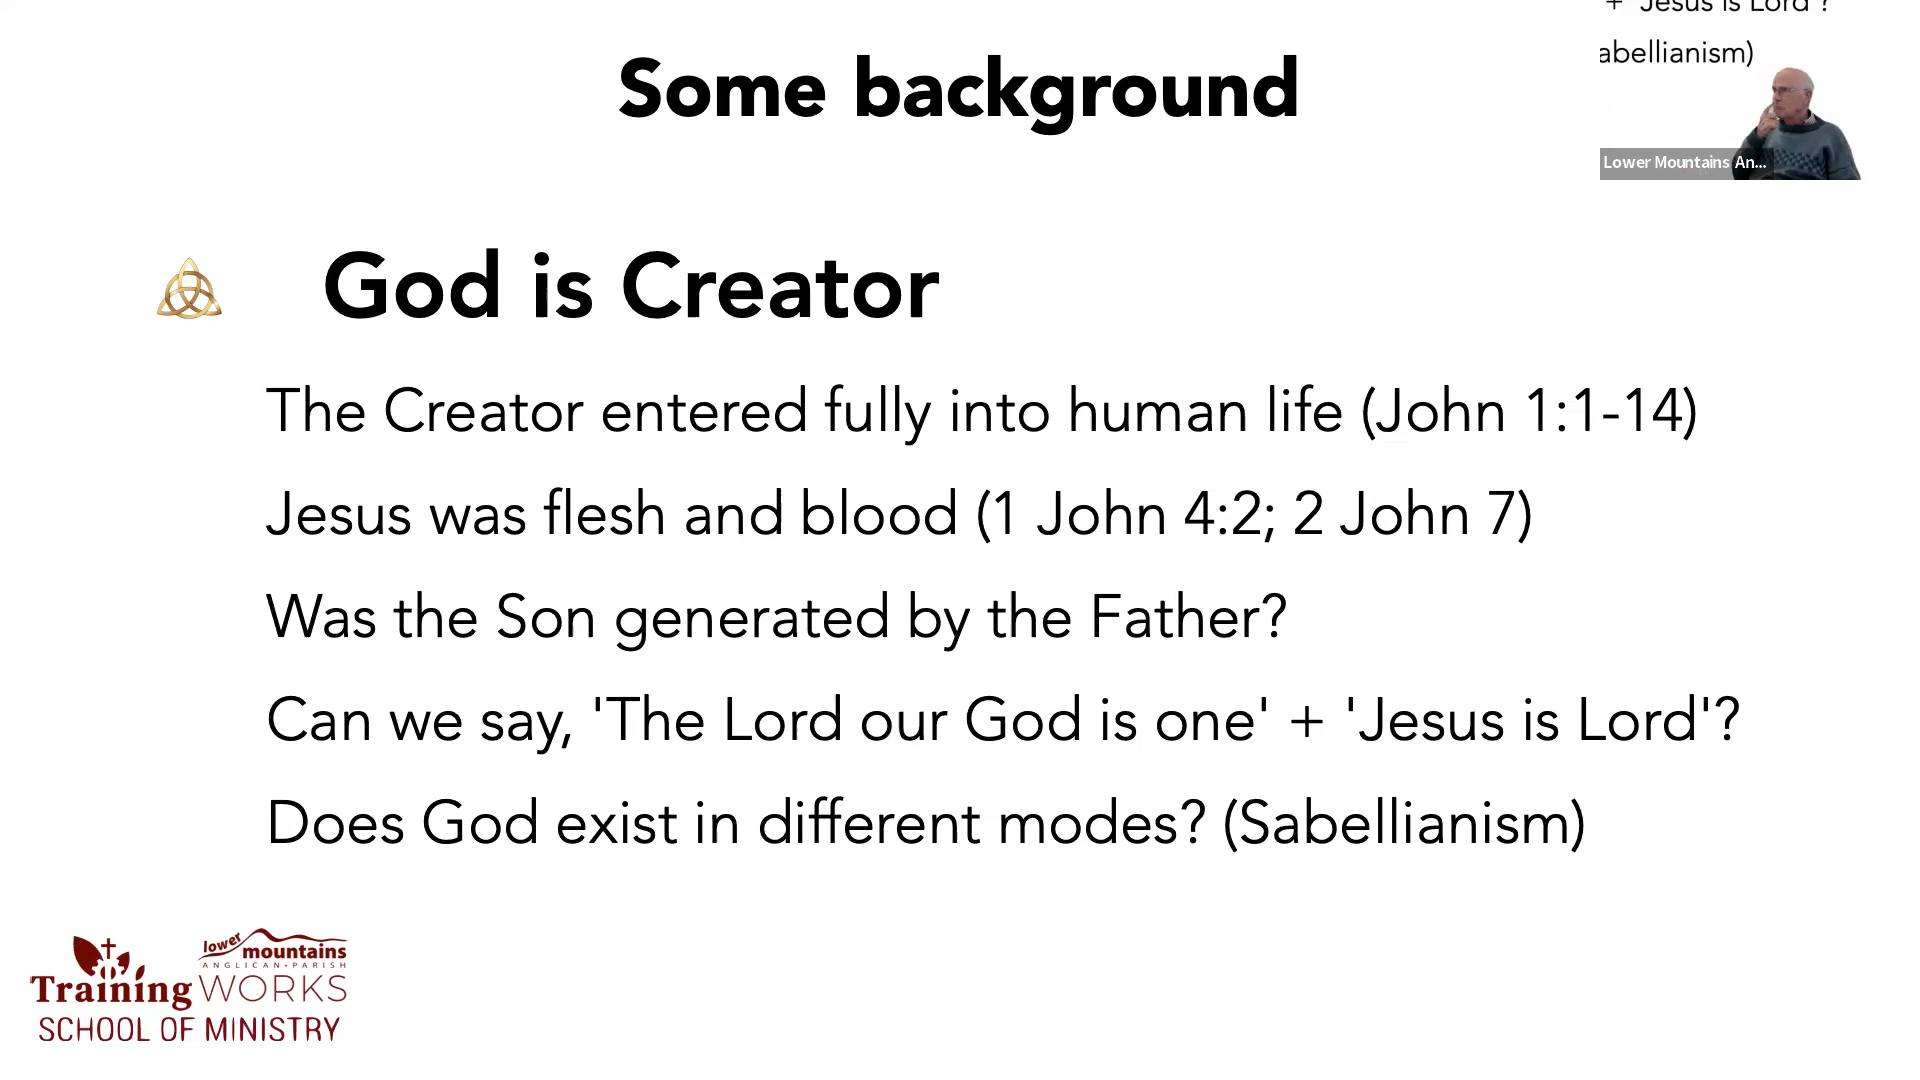 Some background
+ 'Jesus is Lord'?
abellianism)
Lower Mountains An...
God is Creator
The Creator entered fully into human life (John 1:1-14)
Jesus was flesh and blood (1 John 4:2; 2 John 7)
Was the Son generated by the Father?
Can we say, 'The Lord our God is one' + 'Jesus is Lord'?
Does God exist in different modes? (Sabellianism)
lower mountains
ANGLICAN•PARISH
Training WORKS
SCHOOL OF MINISTRY